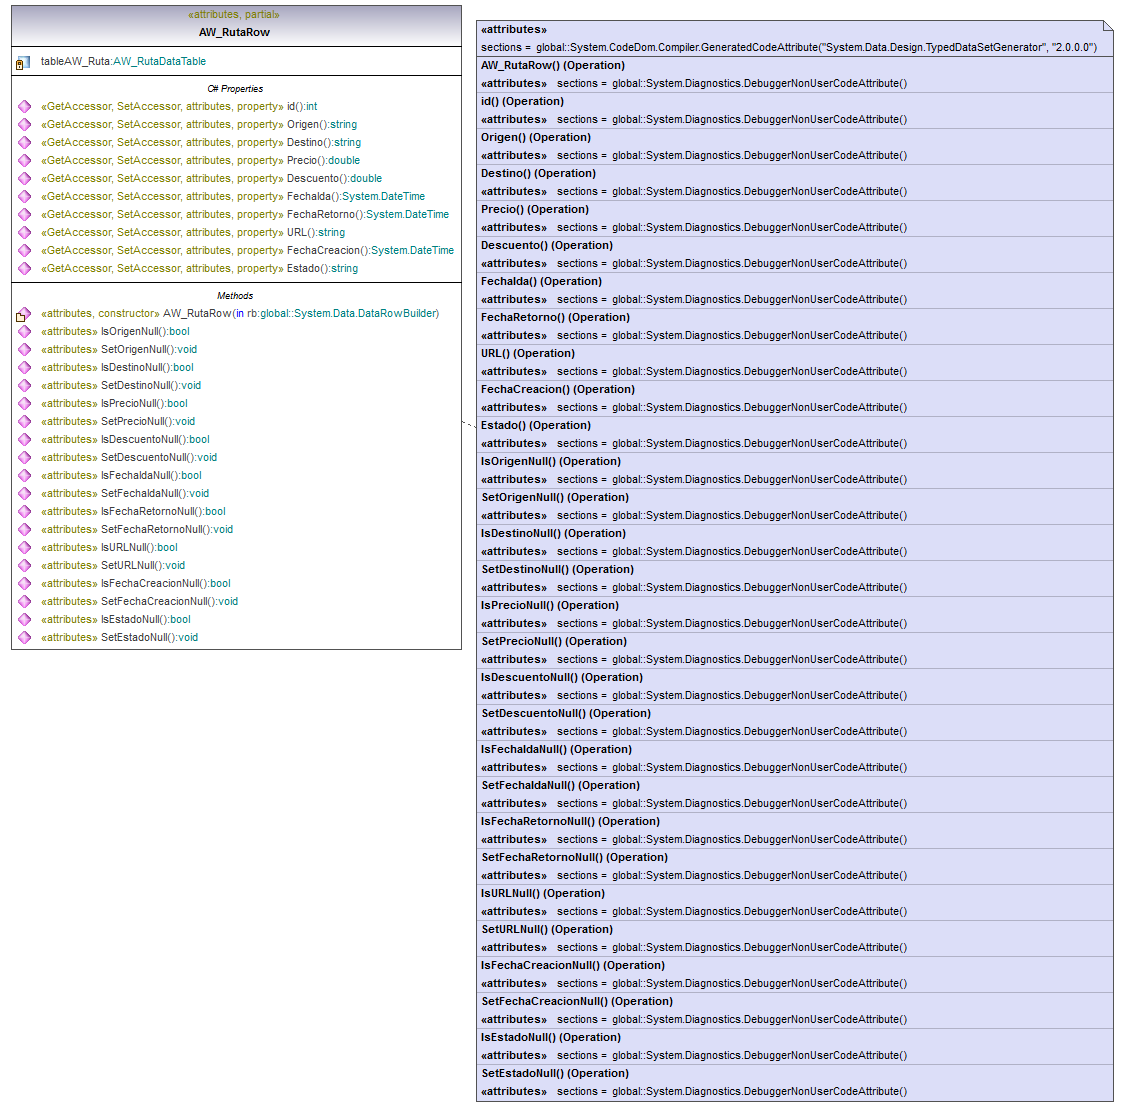 «attributes, partial»
AW_RutaRow
tableAW_Ruta:AW_RutaDataTable
C# Properties
«GetAccessor, SetAccessor, attributes, property» id():int
«GetAccessor, SetAccessor, attributes, property» Origen():string
«GetAccessor, SetAccessor, attributes, property» Destino():string
«GetAccessor, SetAccessor, attributes, property» Precio():double
«GetAccessor, SetAccessor, attributes, property» Descuento():double
«GetAccessor, SetAccessor, attributes, property» FechaIda():System.DateTime
«GetAccessor, SetAccessor, attributes, property» FechaRetorno():System.DateTime
«GetAccessor, SetAccessor, attributes, property» URL():string
«GetAccessor, SetAccessor, attributes, property» FechaCreacion():System.DateTime
«GetAccessor, SetAccessor, attributes, property» Estado():string
Methods
«attributes, constructor» AW_RutaRow(in rb:global::System.Data.DataRowBuilder)
«attributes» IsOrigenNull():bool
«attributes» SetOrigenNull():void
«attributes» IsDestinoNull():bool
«attributes» SetDestinoNull():void
«attributes» IsPrecioNull():bool
«attributes» SetPrecioNull():void
«attributes» IsDescuentoNull():bool
«attributes» SetDescuentoNull():void
«attributes» IsFechaIdaNull():bool
«attributes» SetFechaIdaNull():void
«attributes» IsFechaRetornoNull():bool
«attributes» SetFechaRetornoNull():void
«attributes» IsURLNull():bool
«attributes» SetURLNull():void
«attributes» IsFechaCreacionNull():bool
«attributes» SetFechaCreacionNull():void
«attributes» IsEstadoNull():bool
«attributes» SetEstadoNull():void
«attributes»
sections = global::System.CodeDom.Compiler.GeneratedCodeAttribute("System.Data.Design.TypedDataSetGenerator", "2.0.0.0")
AW_RutaRow() (Operation)
«attributes» sections = global::System.Diagnostics.DebuggerNonUserCodeAttribute()
id() (Operation)
«attributes» sections = global::System.Diagnostics.DebuggerNonUserCodeAttribute()
Origen() (Operation)
«attributes» sections = global::System.Diagnostics.DebuggerNonUserCodeAttribute()
Destino() (Operation)
«attributes» sections = global::System.Diagnostics.DebuggerNonUserCodeAttribute()
Precio() (Operation)
«attributes» sections = global::System.Diagnostics.DebuggerNonUserCodeAttribute()
Descuento() (Operation)
«attributes» sections = global::System.Diagnostics.DebuggerNonUserCodeAttribute()
FechaIda() (Operation)
«attributes» sections = global::System.Diagnostics.DebuggerNonUserCodeAttribute()
FechaRetorno() (Operation)
«attributes» sections = global::System.Diagnostics.DebuggerNonUserCodeAttribute()
URL() (Operation)
«attributes» sections = global::System.Diagnostics.DebuggerNonUserCodeAttribute()
FechaCreacion() (Operation)
«attributes» sections = global::System.Diagnostics.DebuggerNonUserCodeAttribute()
Estado() (Operation)
«attributes» sections = global::System.Diagnostics.DebuggerNonUserCodeAttribute()
IsOrigenNull() (Operation)
«attributes» sections = global::System.Diagnostics.DebuggerNonUserCodeAttribute()
SetOrigenNull() (Operation)
«attributes» sections = global::System.Diagnostics.DebuggerNonUserCodeAttribute()
IsDestinoNull() (Operation)
«attributes» sections = global::System.Diagnostics.DebuggerNonUserCodeAttribute()
SetDestinoNull() (Operation)
«attributes» sections = global::System.Diagnostics.DebuggerNonUserCodeAttribute()
IsPrecioNull() (Operation)
«attributes» sections = global::System.Diagnostics.DebuggerNonUserCodeAttribute()
SetPrecioNull() (Operation)
«attributes» sections = global::System.Diagnostics.DebuggerNonUserCodeAttribute()
IsDescuentoNull() (Operation)
«attributes» sections = global::System.Diagnostics.DebuggerNonUserCodeAttribute()
SetDescuentoNull() (Operation)
«attributes» sections = global::System.Diagnostics.DebuggerNonUserCodeAttribute()
IsFechaIdaNull() (Operation)
«attributes» sections = global::System.Diagnostics.DebuggerNonUserCodeAttribute()
SetFechaIdaNull() (Operation)
«attributes» sections = global::System.Diagnostics.DebuggerNonUserCodeAttribute()
IsFechaRetornoNull() (Operation)
«attributes» sections = global::System.Diagnostics.DebuggerNonUserCodeAttribute()
SetFechaRetornoNull() (Operation)
«attributes» sections = global::System.Diagnostics.DebuggerNonUserCodeAttribute()
IsURLNull() (Operation)
«attributes» sections = global::System.Diagnostics.DebuggerNonUserCodeAttribute()
SetURLNull() (Operation)
«attributes» sections = global::System.Diagnostics.DebuggerNonUserCodeAttribute()
IsFechaCreacionNull() (Operation)
«attributes» sections = global::System.Diagnostics.DebuggerNonUserCodeAttribute()
SetFechaCreacionNull() (Operation)
«attributes» sections = global::System.Diagnostics.DebuggerNonUserCodeAttribute()
IsEstadoNull() (Operation)
«attributes» sections = global::System.Diagnostics.DebuggerNonUserCodeAttribute()
SetEstadoNull() (Operation)
«attributes» sections = global::System.Diagnostics.DebuggerNonUserCodeAttribute()